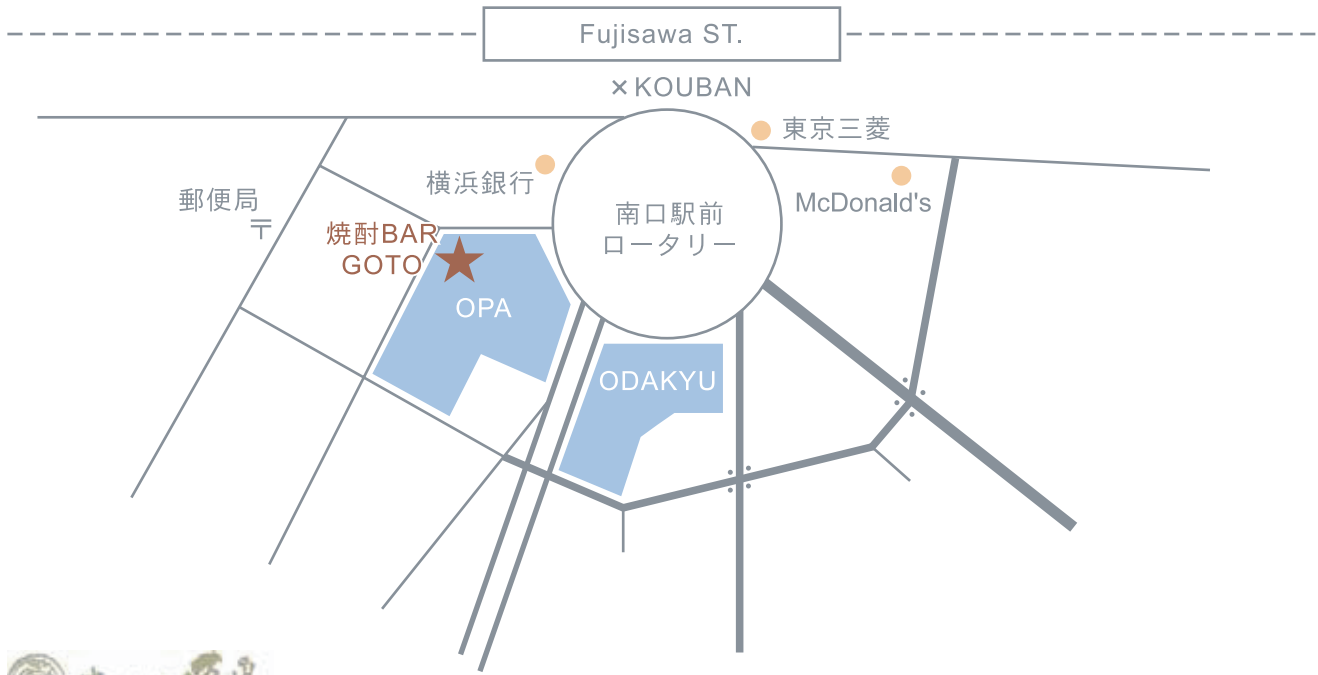 Fujisawa ST.
×KOUBAN
東京三菱
横浜銀行
McDonald's
郵便局
〒
南口駅前
ロータリー
焼酎BAR
GOTO
OPA
ODAKYU